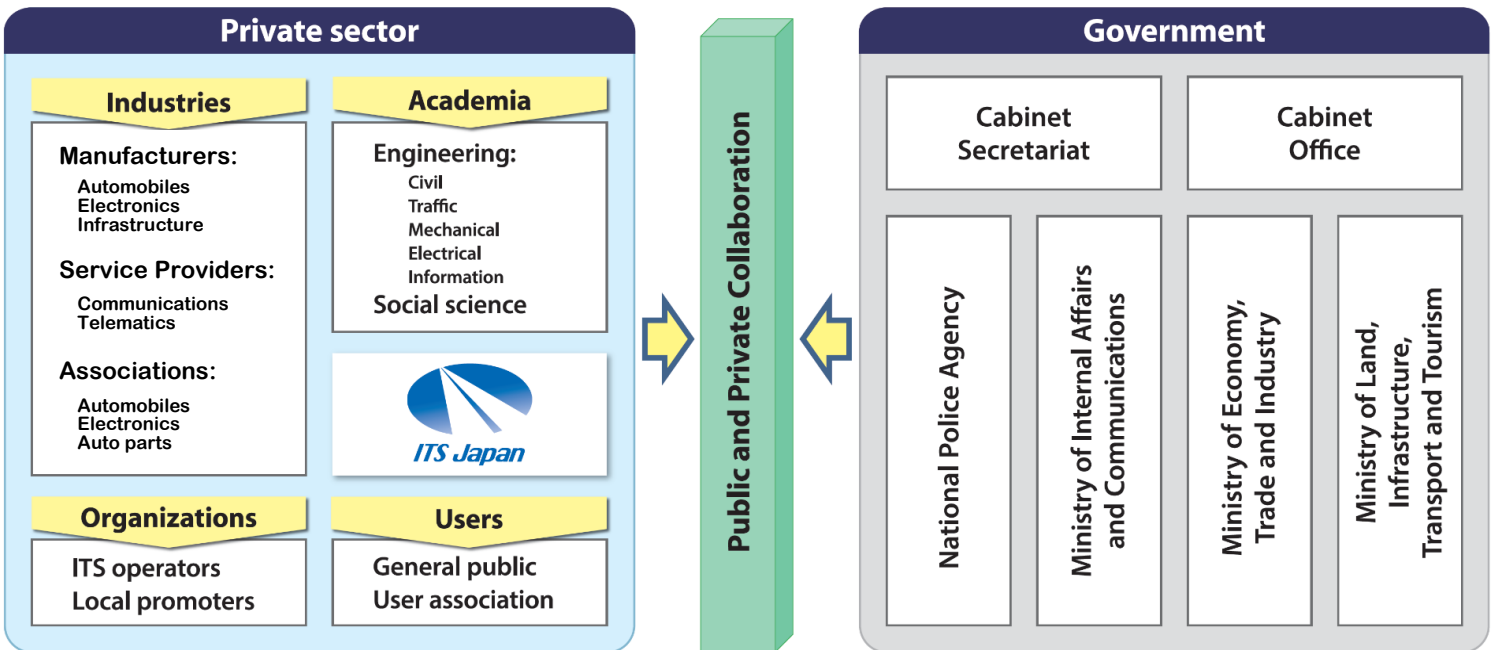 Private sector
Industries
Manufacturers:
Automobiles
Electronics
Infrastructure
Service Providers:
Communications
Telematics
Associations:
Automobiles
Electronics
Auto parts
Academia
Engineering:
Civil
Traffic
Mechanical
Electrical
Information
Social science
ITS Japan
Organizations
ITS operators
Local promoters
Users
General public
User association
Public and Private Collaboration
Government
Cabinet
Secretariat
Cabinet
Office
National Police Agency
Ministry of Internal Affairs
and Communications
Ministry of Economy,
Trade and Industry
Ministry of Land,
Infrastructure,
Transport and Tourism